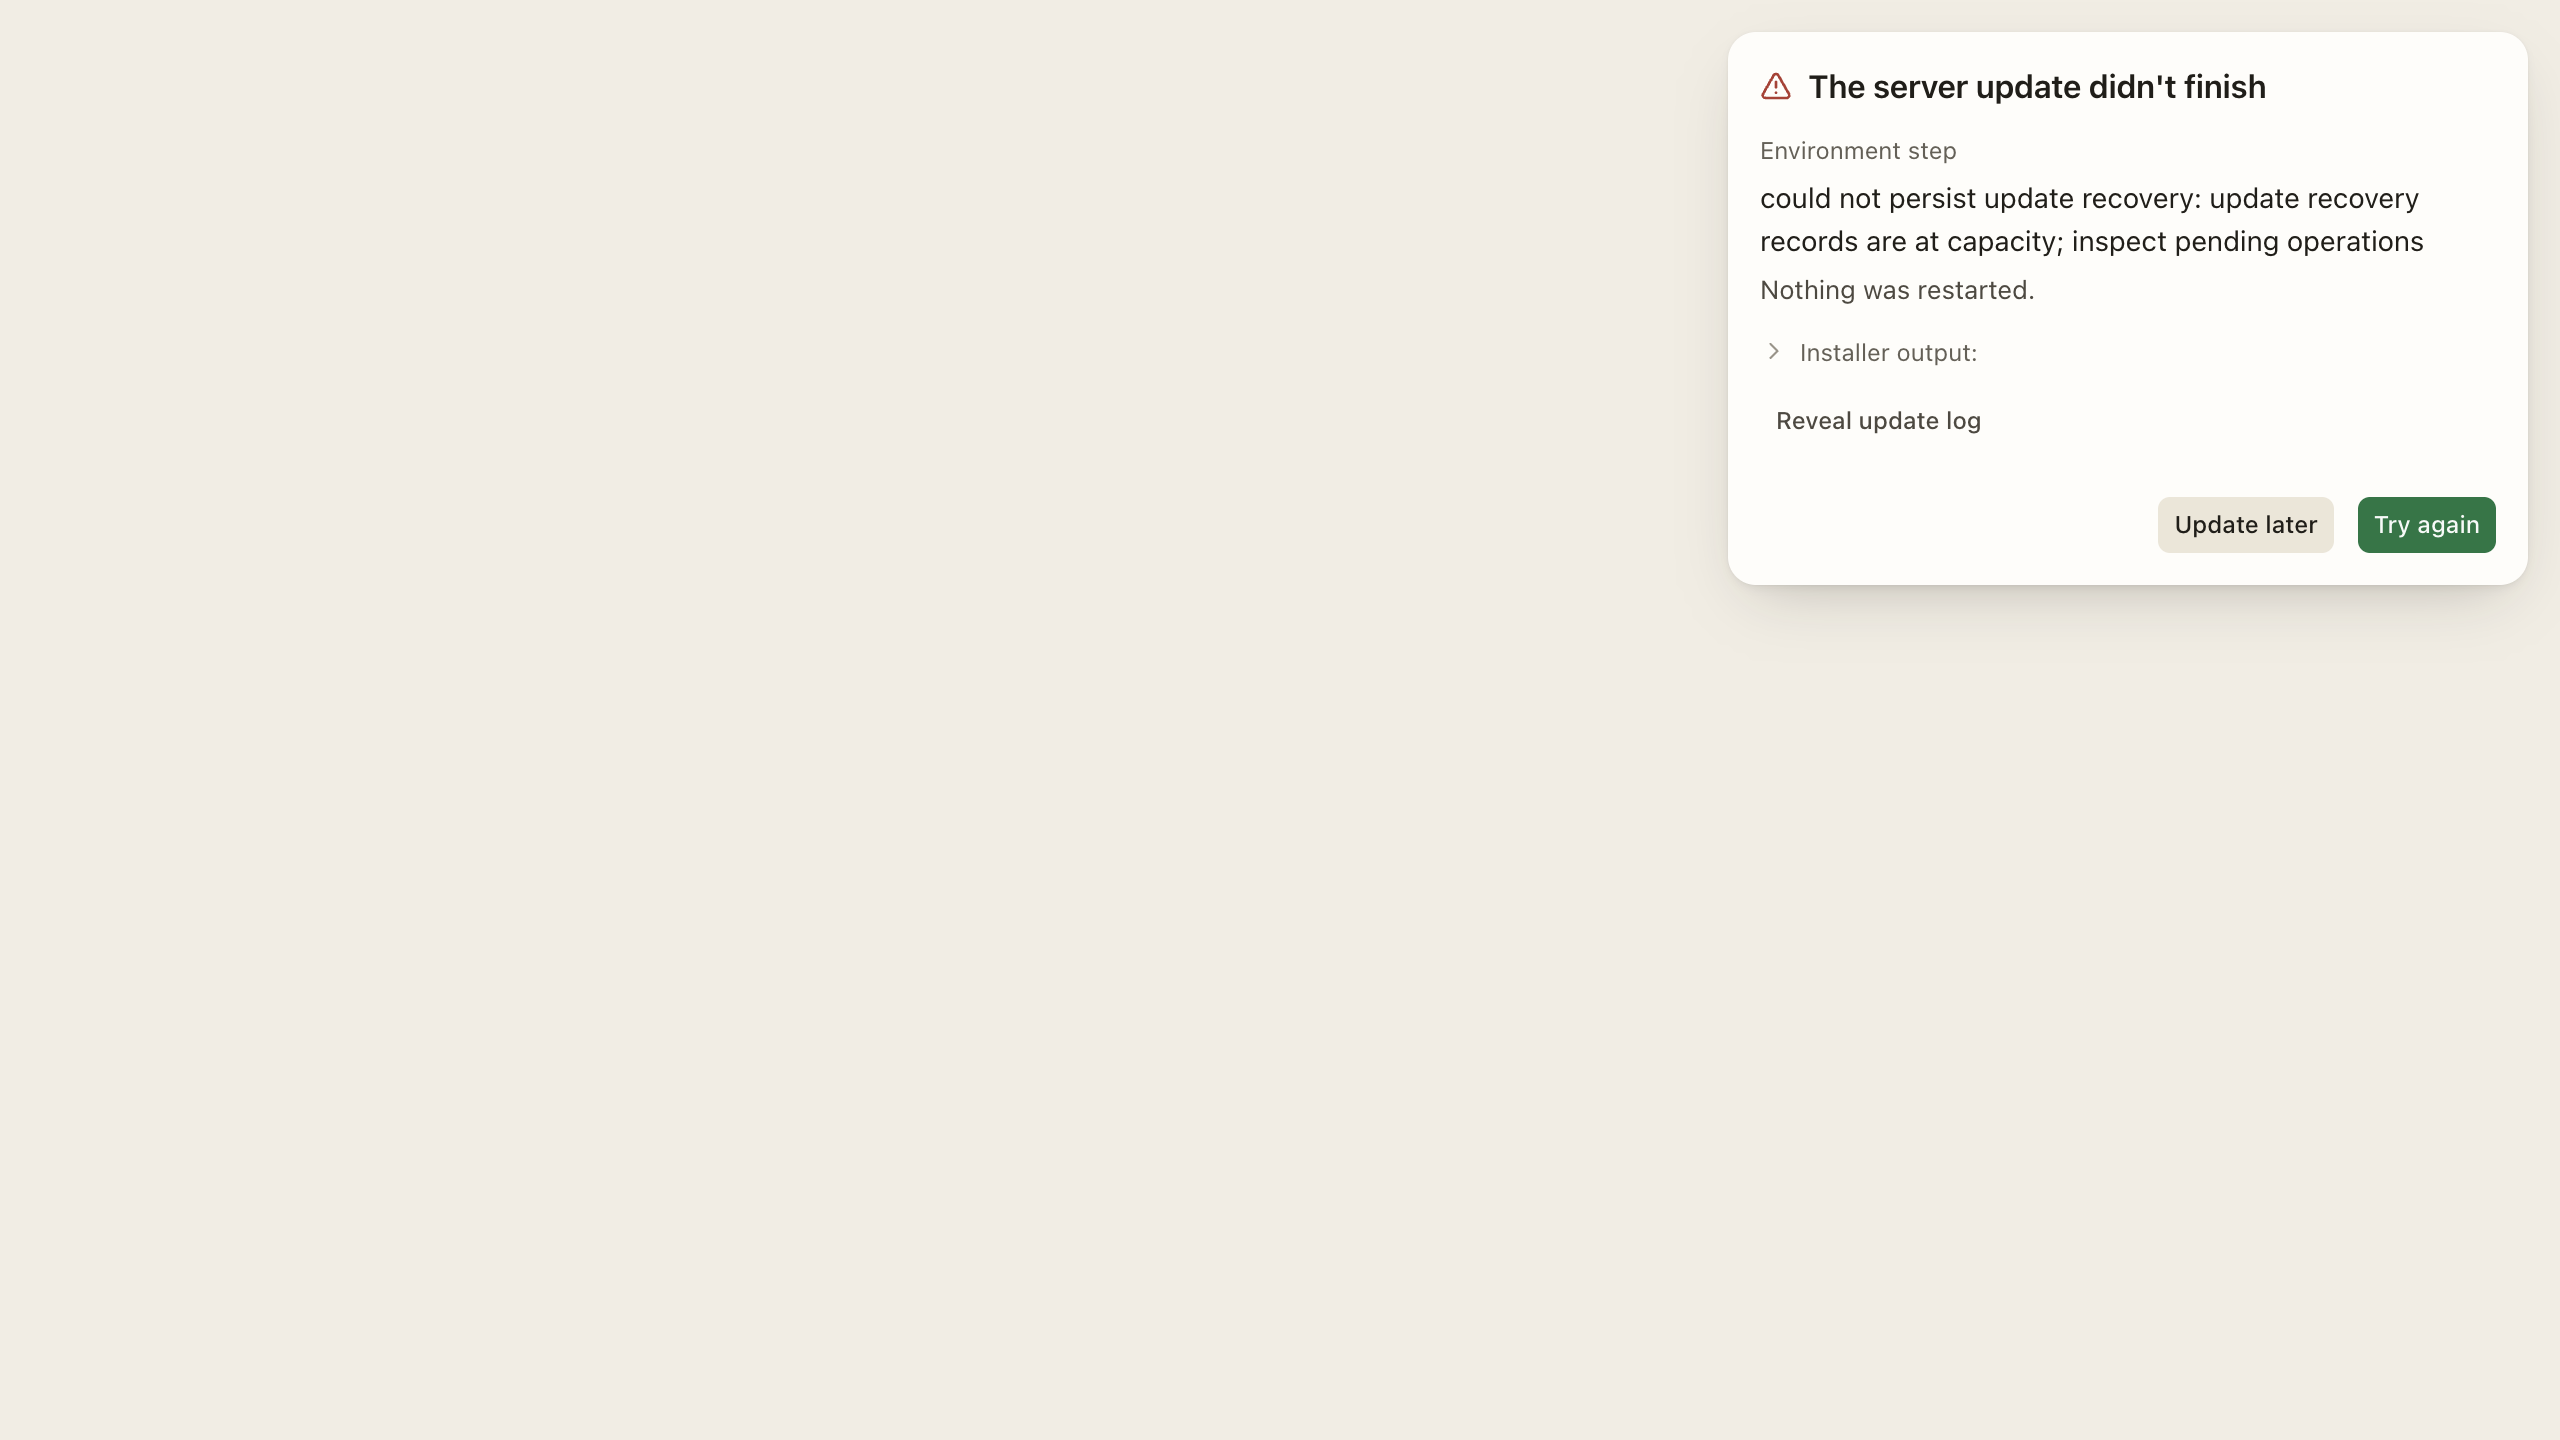 The server update didn't finish
Environment step
could not persist update recovery: update recovery
records are at capacity; inspect pending operations
Nothing was restarted.
Installer output:
Reveal update log
Update later
Try again